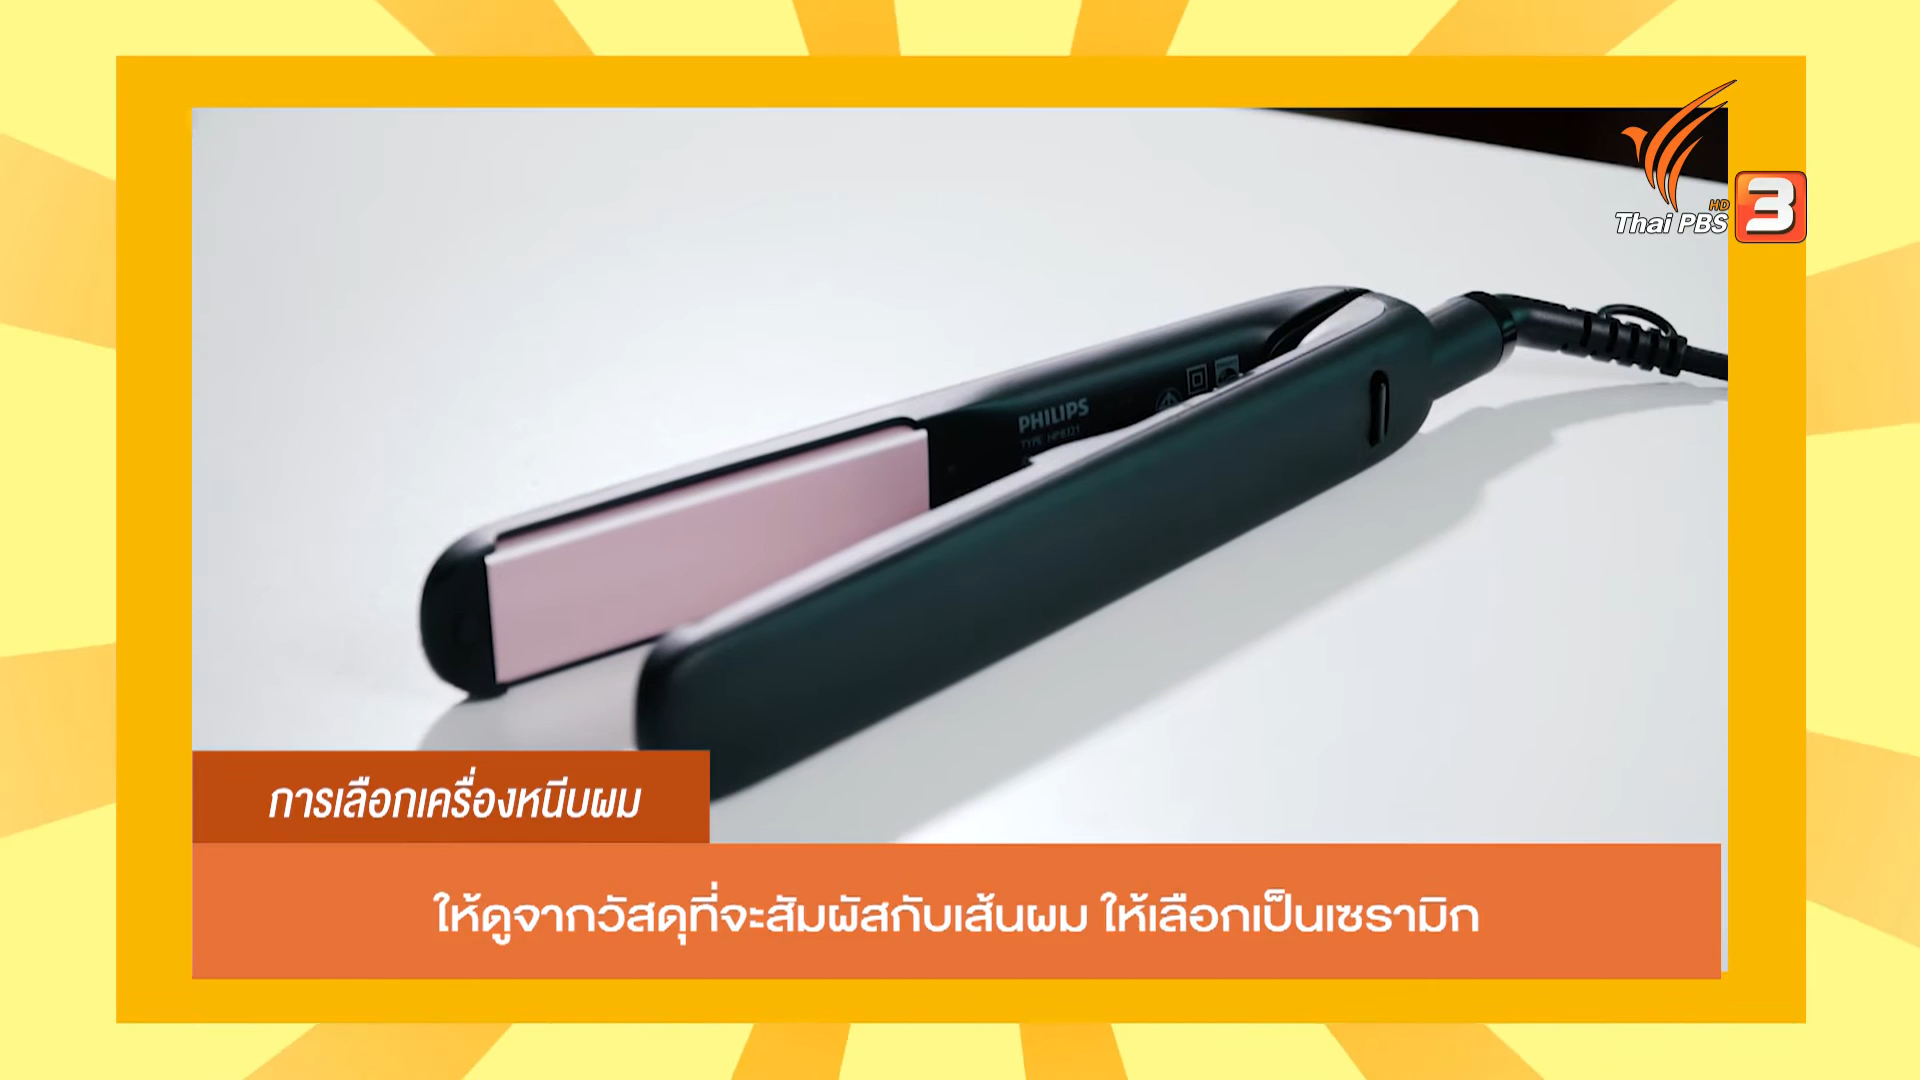 HD
Thai PBS 3
PHILIPS
TYPE HP8321
การเลือกเครื่องหนีบผม
ให้ดูจากวัสดุที่จะสัมผัสกับเส้นผม ให้เลือกเป็นเซรามิก